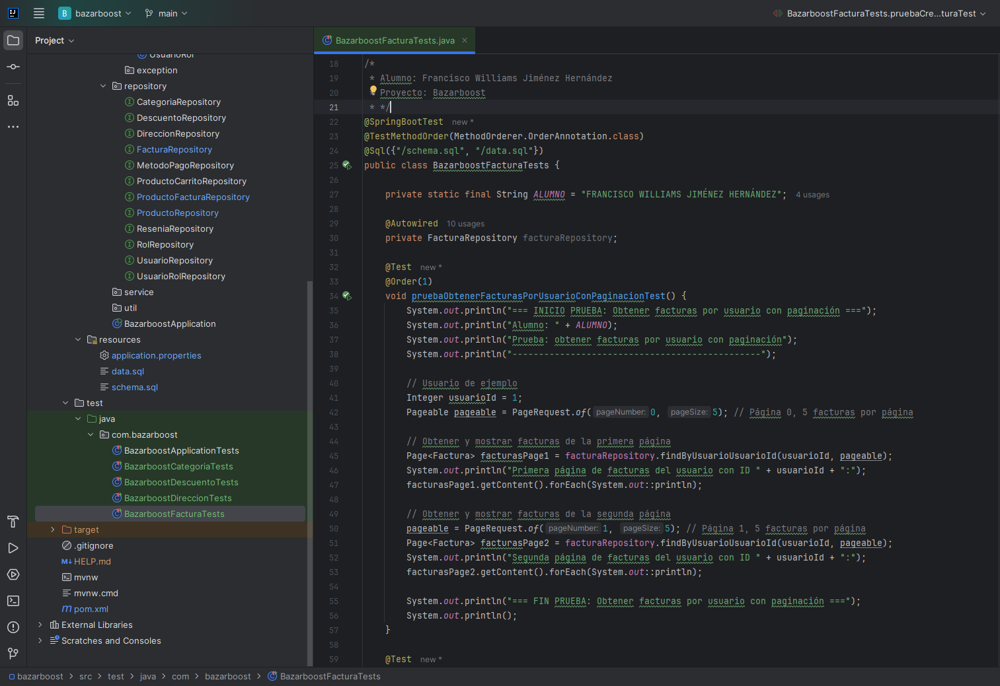 IJ
B bazarboost
main
BazarboostFacturaTests.pruebaCre...turaTest
Project
UsuarioRol
exception
repository
CategoriaRepository
DescuentoRepository
DireccionRepository
FacturaRepository
MetodoPagoRepository
ProductoCarritoRepository
ProductoFacturaRepository
ProductoRepository
ReseniaRepository
RolRepository
UsuarioRepository
UsuarioRolRepository
service
util
BazarboostApplication
resources
application.properties
data.sql
schema.sql
test
java
com.bazarboost
BazarboostApplicationTests
BazarboostCategoriaTests
BazarboostDescuentoTests
BazarboostDireccionTests
BazarboostFacturaTests
target
.gitignore
M↓ HELP.md
mvnw
mvnw.cmd
m pom.xml
External Libraries
Scratches and Consoles
BazarboostFacturaTests.java
18 /*
19 * Alumno: Francisco Williams Jiménez Hernández
20 Proyecto: Bazarboost
21 * */
22 @SpringBootTest new *
23 @TestMethodOrder(MethodOrderer.OrderAnnotation.class)
24 @Sql({"/schema.sql", "/data.sql"})
25 public class BazarboostFacturaTests {
26
27 private static final String ALUMNO = "FRANCISCO WILLIAMS JIMÉNEZ HERNÁNDEZ"; 4 usages
28
29 @Autowired 10 usages
30 private FacturaRepository facturaRepository;
31
32 @Test new *
33 @Order(1)
34 void pruebaObtenerFacturasPorUsuarioConPaginacionTest() {
35 System.out.println("=== INICIO PRUEBA: Obtener facturas por usuario con paginación ===");
36 System.out.println("Alumno: " + ALUMNO);
37 System.out.println("Prueba: obtener facturas por usuario con paginación");
38 System.out.println("-----------------------------------------------");
39
40 // Usuario de ejemplo
41 Integer usuarioId = 1;
42 Pageable pageable = PageRequest.of( pageNumber: 0, pageSize: 5); // Página 0, 5 facturas por página
43
44 // Obtener y mostrar facturas de la primera página
45 Page<Factura> facturasPage1 = facturaRepository.findByUsuarioUsuarioId(usuarioId, pageable);
46 System.out.println("Primera página de facturas del usuario con ID " + usuarioId + ":");
47 facturasPage1.getContent().forEach(System.out::println);
48
49 // Obtener y mostrar facturas de la segunda página
50 pageable = PageRequest.of( pageNumber: 1, pageSize: 5); // Página 1, 5 facturas por página
51 Page<Factura> facturasPage2 = facturaRepository.findByUsuarioUsuarioId(usuarioId, pageable);
52 System.out.println("Segunda página de facturas del usuario con ID " + usuarioId + ":");
53 facturasPage2.getContent().forEach(System.out::println);
54
55 System.out.println("=== FIN PRUEBA: Obtener facturas por usuario con paginación ===");
56 System.out.println();
57 }
58
59 @Test new *
bazarboost > src > test > java > com > bazarboost > BazarboostFacturaTests